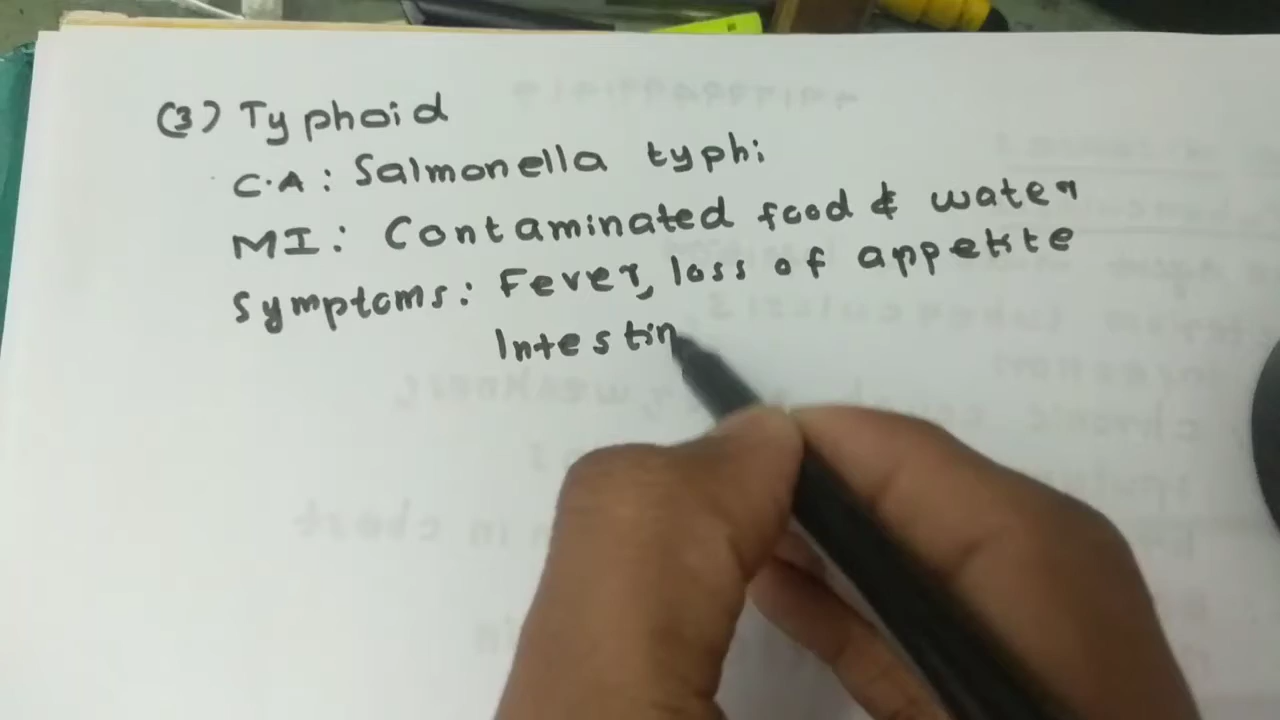 (3) Typhoid
C.A : Salmonella typhi
MI : Contaminated food & water
Symptoms : Fever, loss of appetite
Intestin